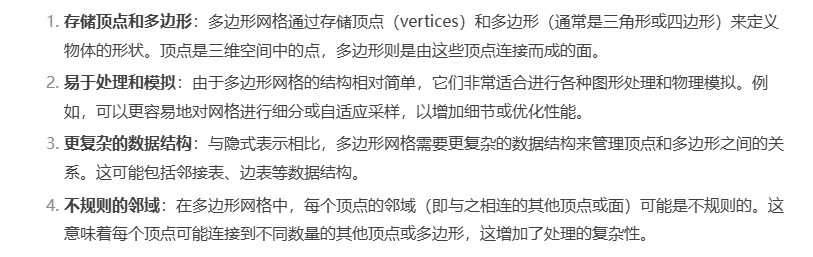 1. 存储顶点和多边形：多边形网格通过存储顶点（vertices）和多边形（通常是三角形或四边形）来定义
物体的形状。顶点是三维空间中的点，多边形则是由这些顶点连接而成的面。
2. 易于处理和模拟：由于多边形网格的结构相对简单，它们非常适合进行各种图形处理和物理模拟。例
如，可以更容易地对网格进行细分或自适应采样，以增加细节或优化性能。
3. 更复杂的数据结构：与隐式表示相比，多边形网格需要更复杂的数据结构来管理顶点和多边形之间的关
系。这可能包括邻接表、边表等数据结构。
4. 不规则的邻域：在多边形网格中，每个顶点的邻域（即与之相连的其他顶点或面）可能是不规则的。这
意味着每个顶点可能连接到不同数量的其他顶点或多边形，这增加了处理的复杂性。